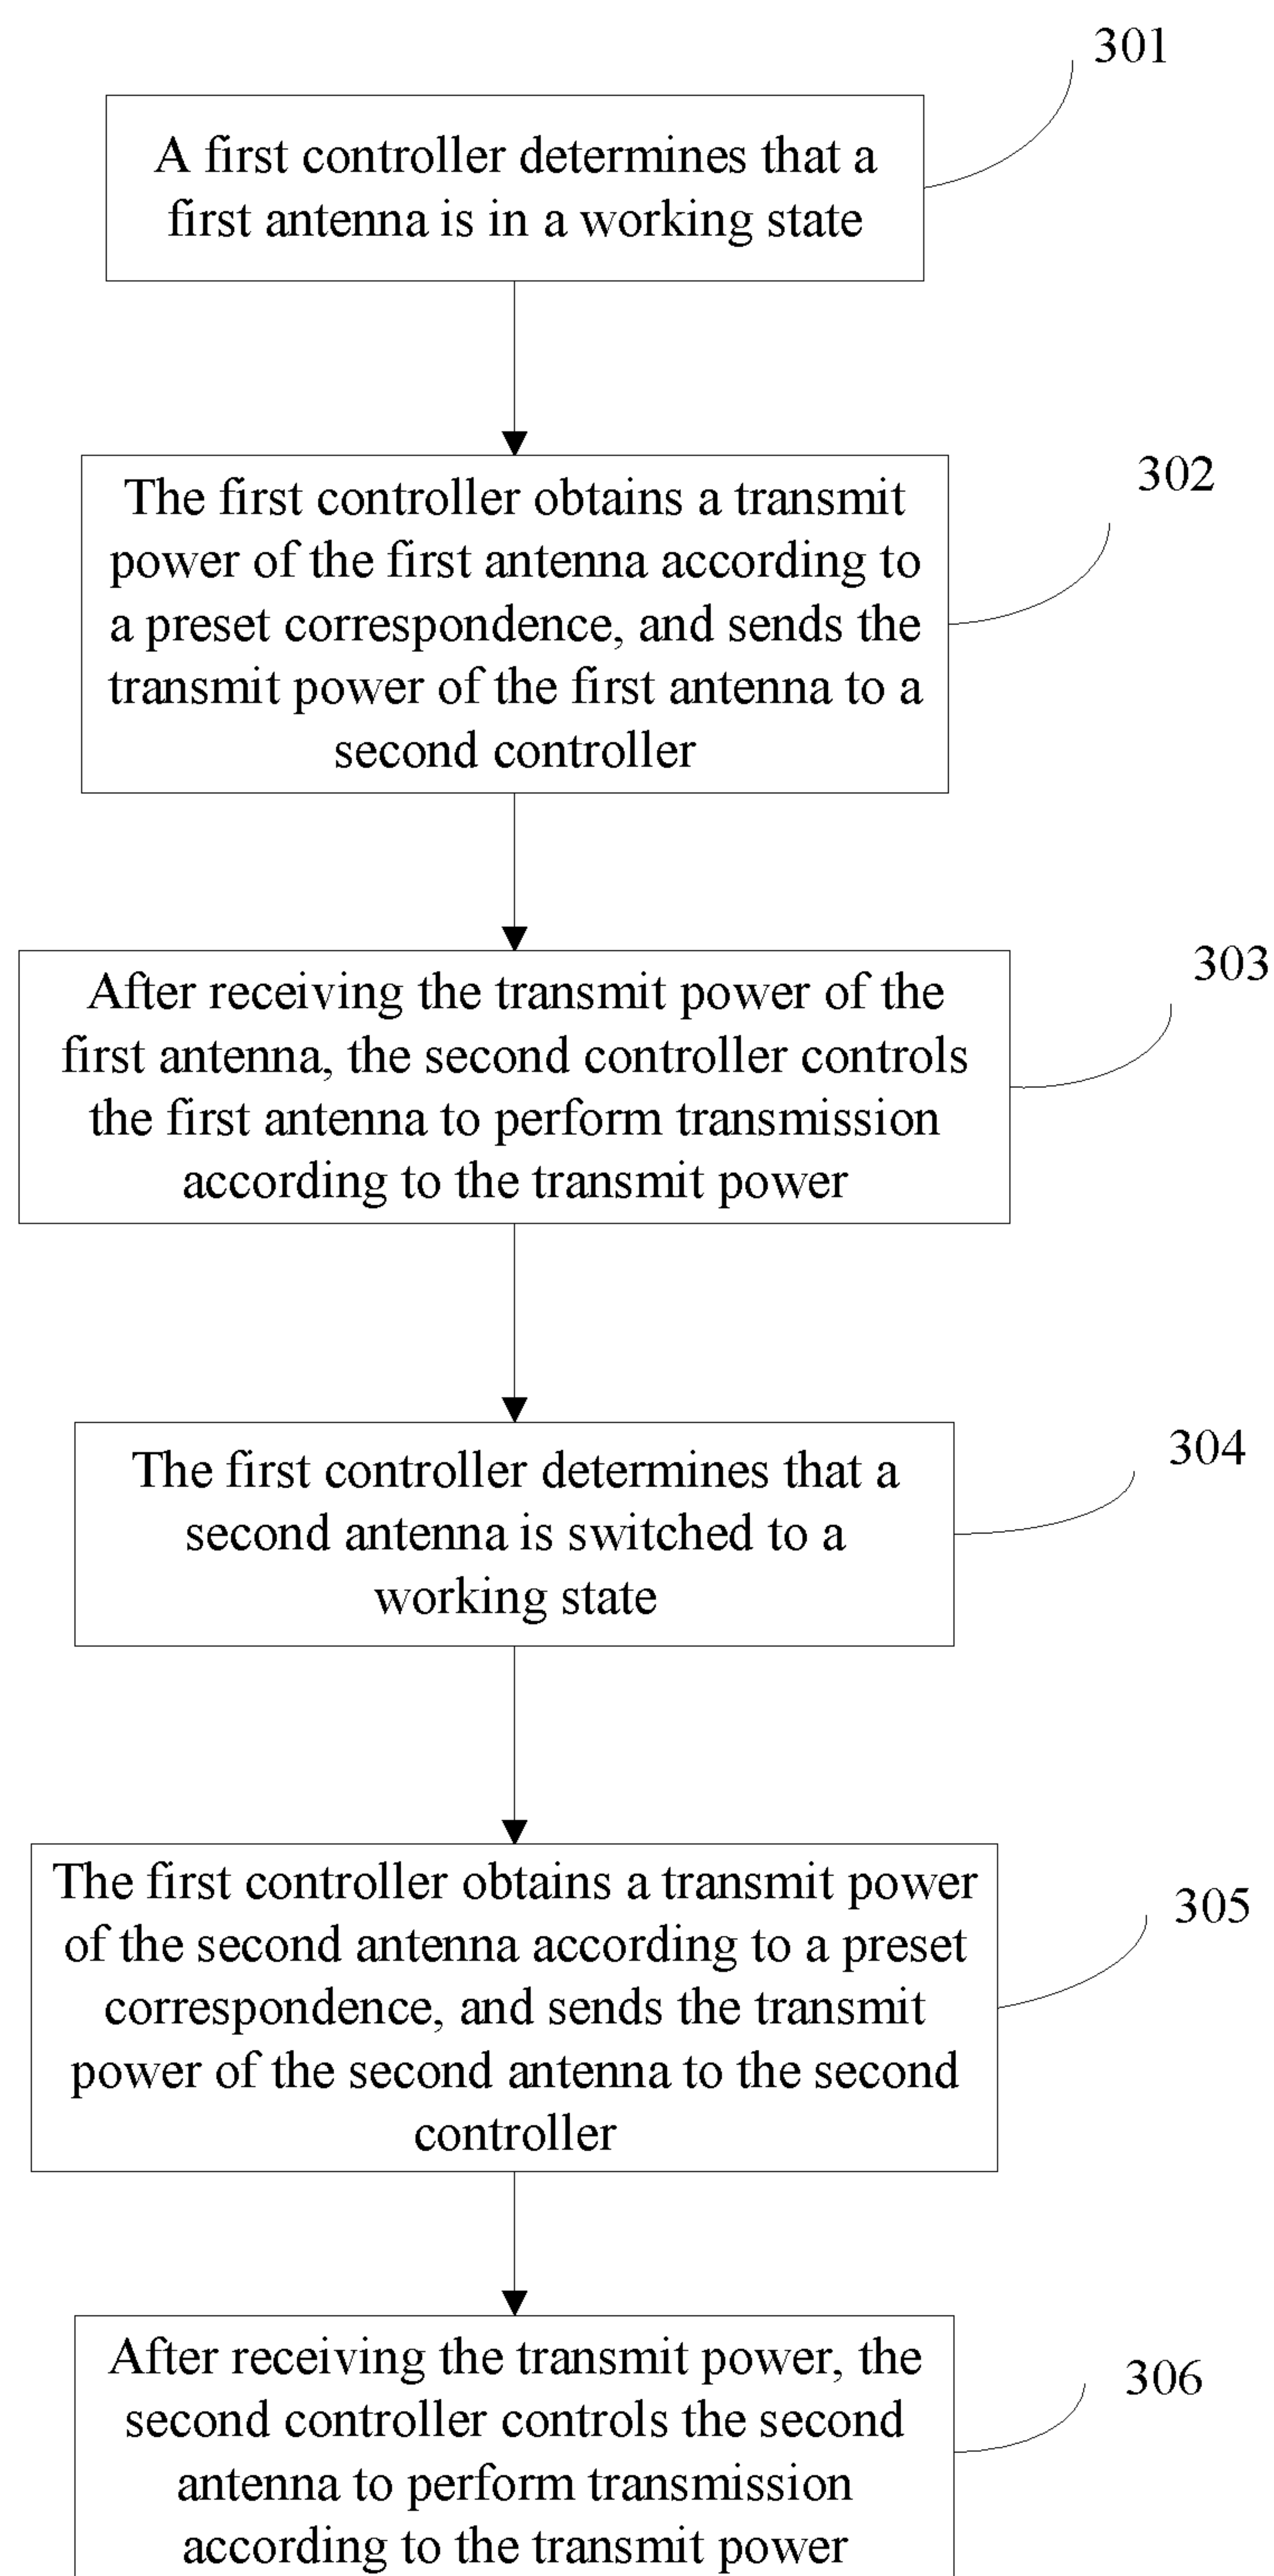 301
A first controller determines that a
first antenna is in a working state
302
The first controller obtains a transmit
power of the first antenna according to
a preset correspondence, and sends the
transmit power of the first antenna to a
second controller
303
After receiving the transmit power of the
first antenna, the second controller controls
the first antenna to perform transmission
according to the transmit power
304
The first controller determines that a
second antenna is switched to a
working state
305
The first controller obtains a transmit power
of the second antenna according to a preset
correspondence, and sends the transmit
power of the second antenna to the second
controller
306
After receiving the transmit power, the
second controller controls the second
antenna to perform transmission
according to the transmit power